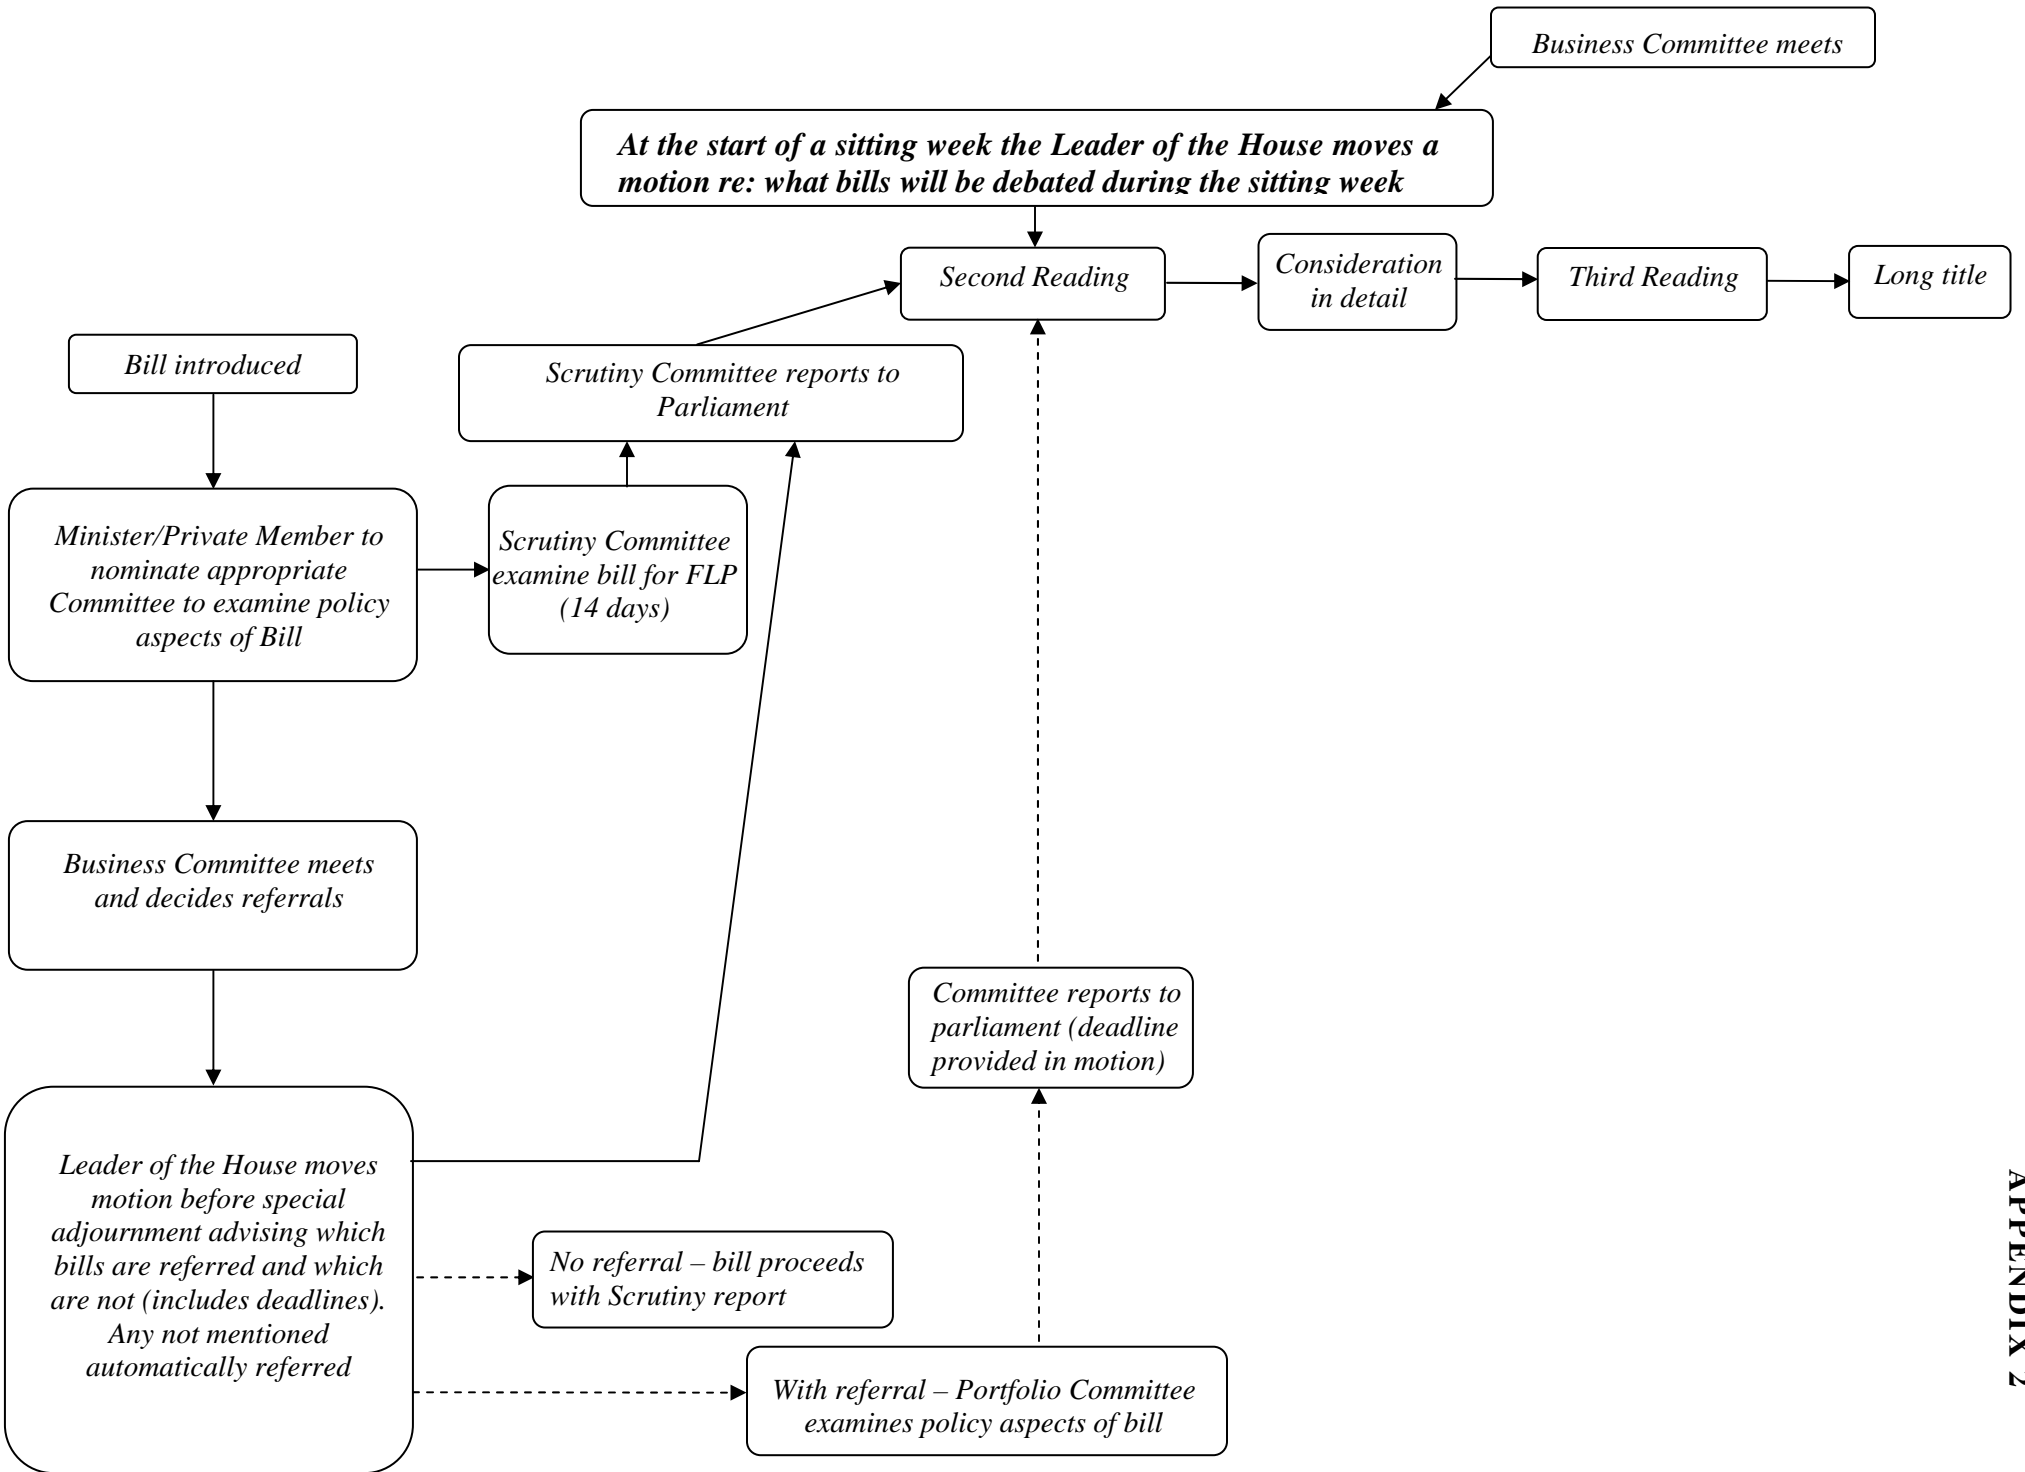 Business Committee meets
At the start of a sitting week the Leader of the House moves a
motion re: what bills will be debated during the sitting week
Second Reading
Consideration
in detail
Third Reading
Long title
Bill introduced
Scrutiny Committee reports to
Parliament
Minister/Private Member to
nominate appropriate
Committee to examine policy
aspects of Bill
Scrutiny Committee
examine bill for FLP
(14 days)
Business Committee meets
and decides referrals
Committee reports to
parliament (deadline
provided in motion)
Leader of the House moves
motion before special
adjournment advising which
bills are referred and which
are not (includes deadlines).
Any not mentioned
automatically referred
No referral – bill proceeds
with Scrutiny report
With referral – Portfolio Committee
examines policy aspects of bill
APPENDIX 2